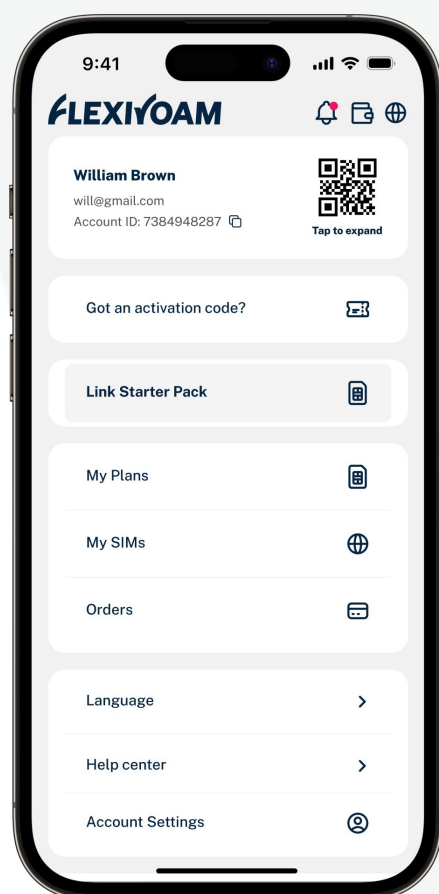 9:41
FLEXIROAM
William Brown
will@gmail.com
Account ID: 7384948287
Tap to expand
Got an activation code?
Link Starter Pack
My Plans
My SIMs
Orders
Language
Help center
Account Settings